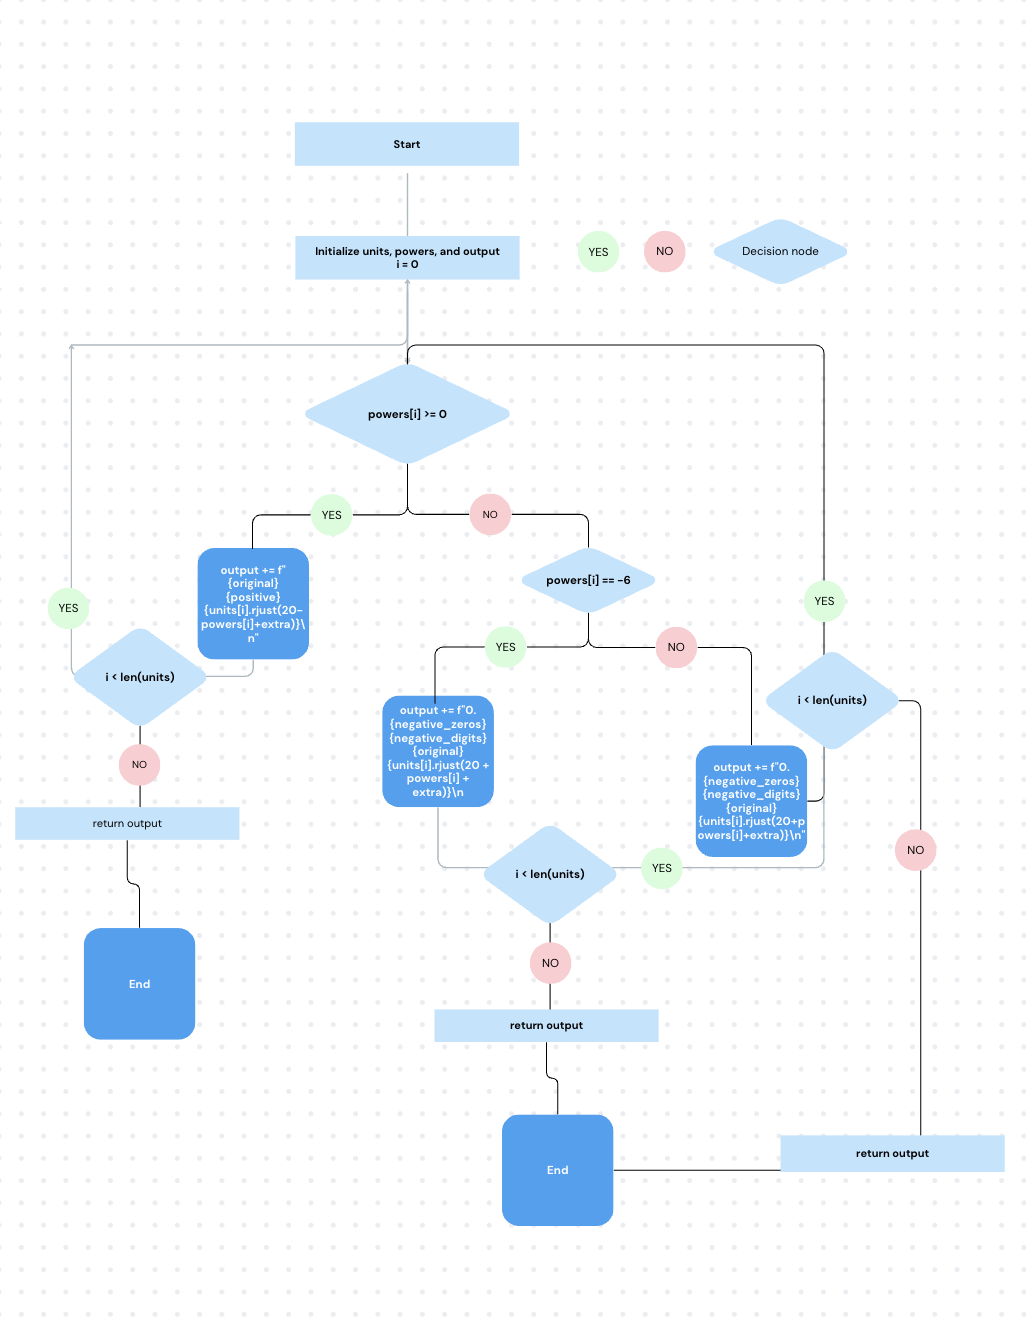 Start
Initialize units, powers, and output
i = 0
YES
NO
Decision node
powers[i] >= 0
YES
NO
output += f"
{original}
{positive}
{units[i].rjust(20-
powers[i]+extra)}\
n"
powers[i] == -6
YES
YES
i < len(units)
YES
NO
i < len(units)
output += f"0.
{negative_zeros}
{negative_digits}
{original}
{units[i].rjust(20 +
powers[i] +
extra)}\n
NO
output += f"0.
{negative_zeros}
{negative_digits}
{original}
{units[i].rjust(20+p
owers[i]+extra)}\n"
return output
NO
i < len(units)
YES
NO
End
return output
End
return output